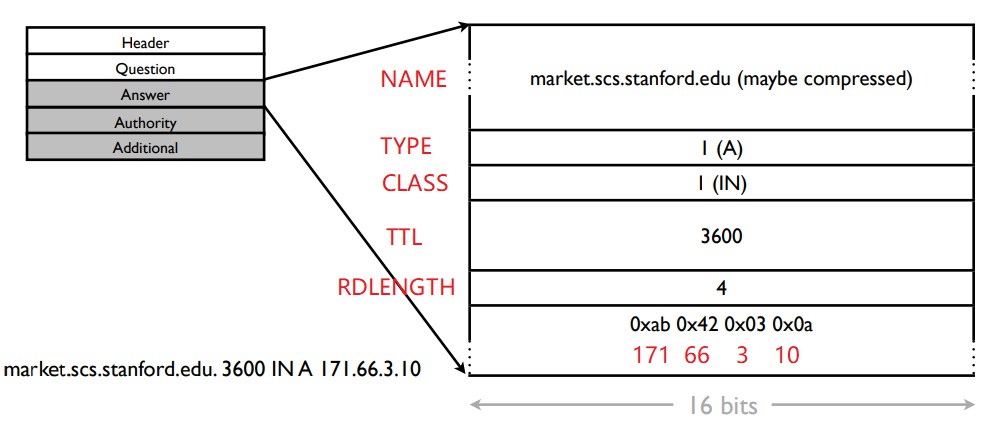 Header
Question
Answer
Authority
Additional
NAME
market.scs.stanford.edu (maybe compressed)
TYPE
1 (A)
CLASS
1 (IN)
TTL
3600
RDLENGTH
4
0xab 0x42 0x03 0x0a
171 66 3 10
market.scs.stanford.edu. 3600 IN A 171.66.3.10
16 bits